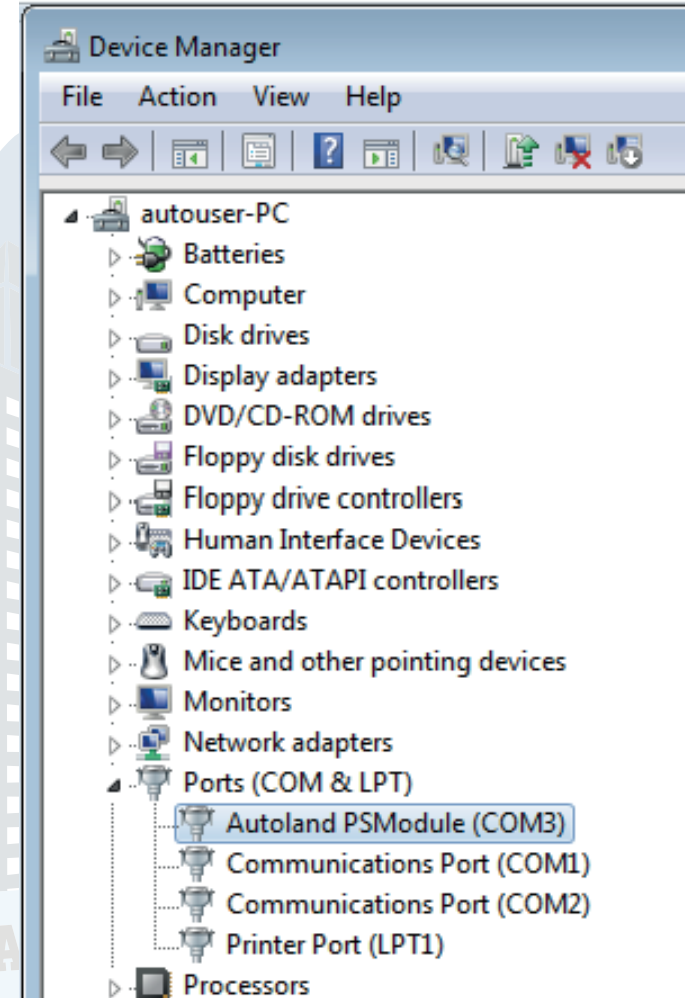 Device Manager
File Action View Help
autouser-PC
Batteries
Computer
Disk drives
Display adapters
DVD/CD-ROM drives
Floppy disk drives
Floppy drive controllers
Human Interface Devices
IDE ATA/ATAPI controllers
Keyboards
Mice and other pointing devices
Monitors
Network adapters
Ports (COM & LPT)
Autoland PSModule (COM3)
Communications Port (COM1)
Communications Port (COM2)
Printer Port (LPT1)
Processors